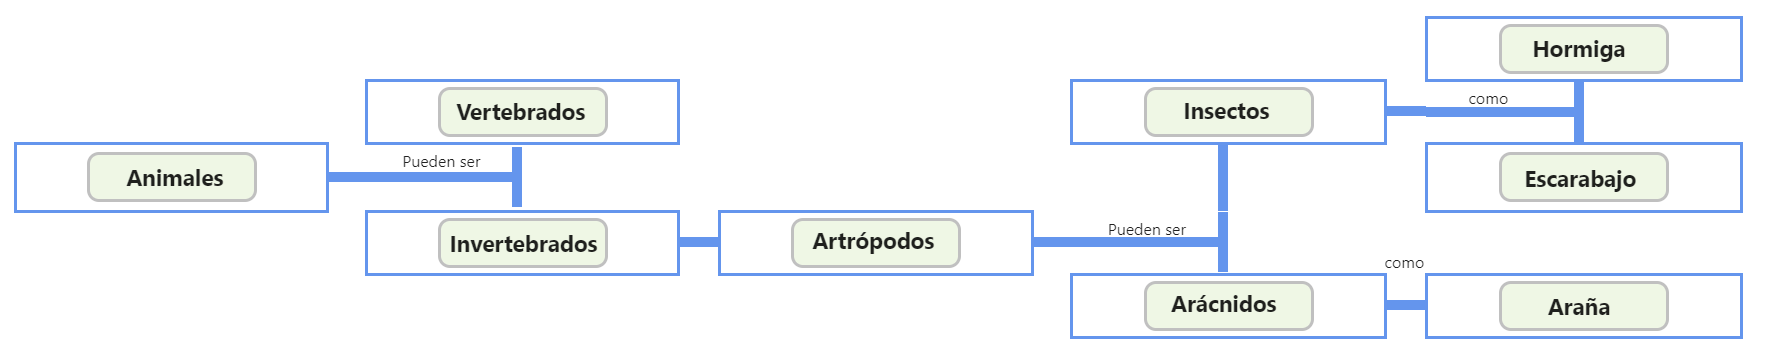 Animales
Pueden ser
Vertebrados
Invertebrados
Artrópodos
Pueden ser
Insectos
como
Hormiga
Escarabajo
Arácnidos
como
Araña